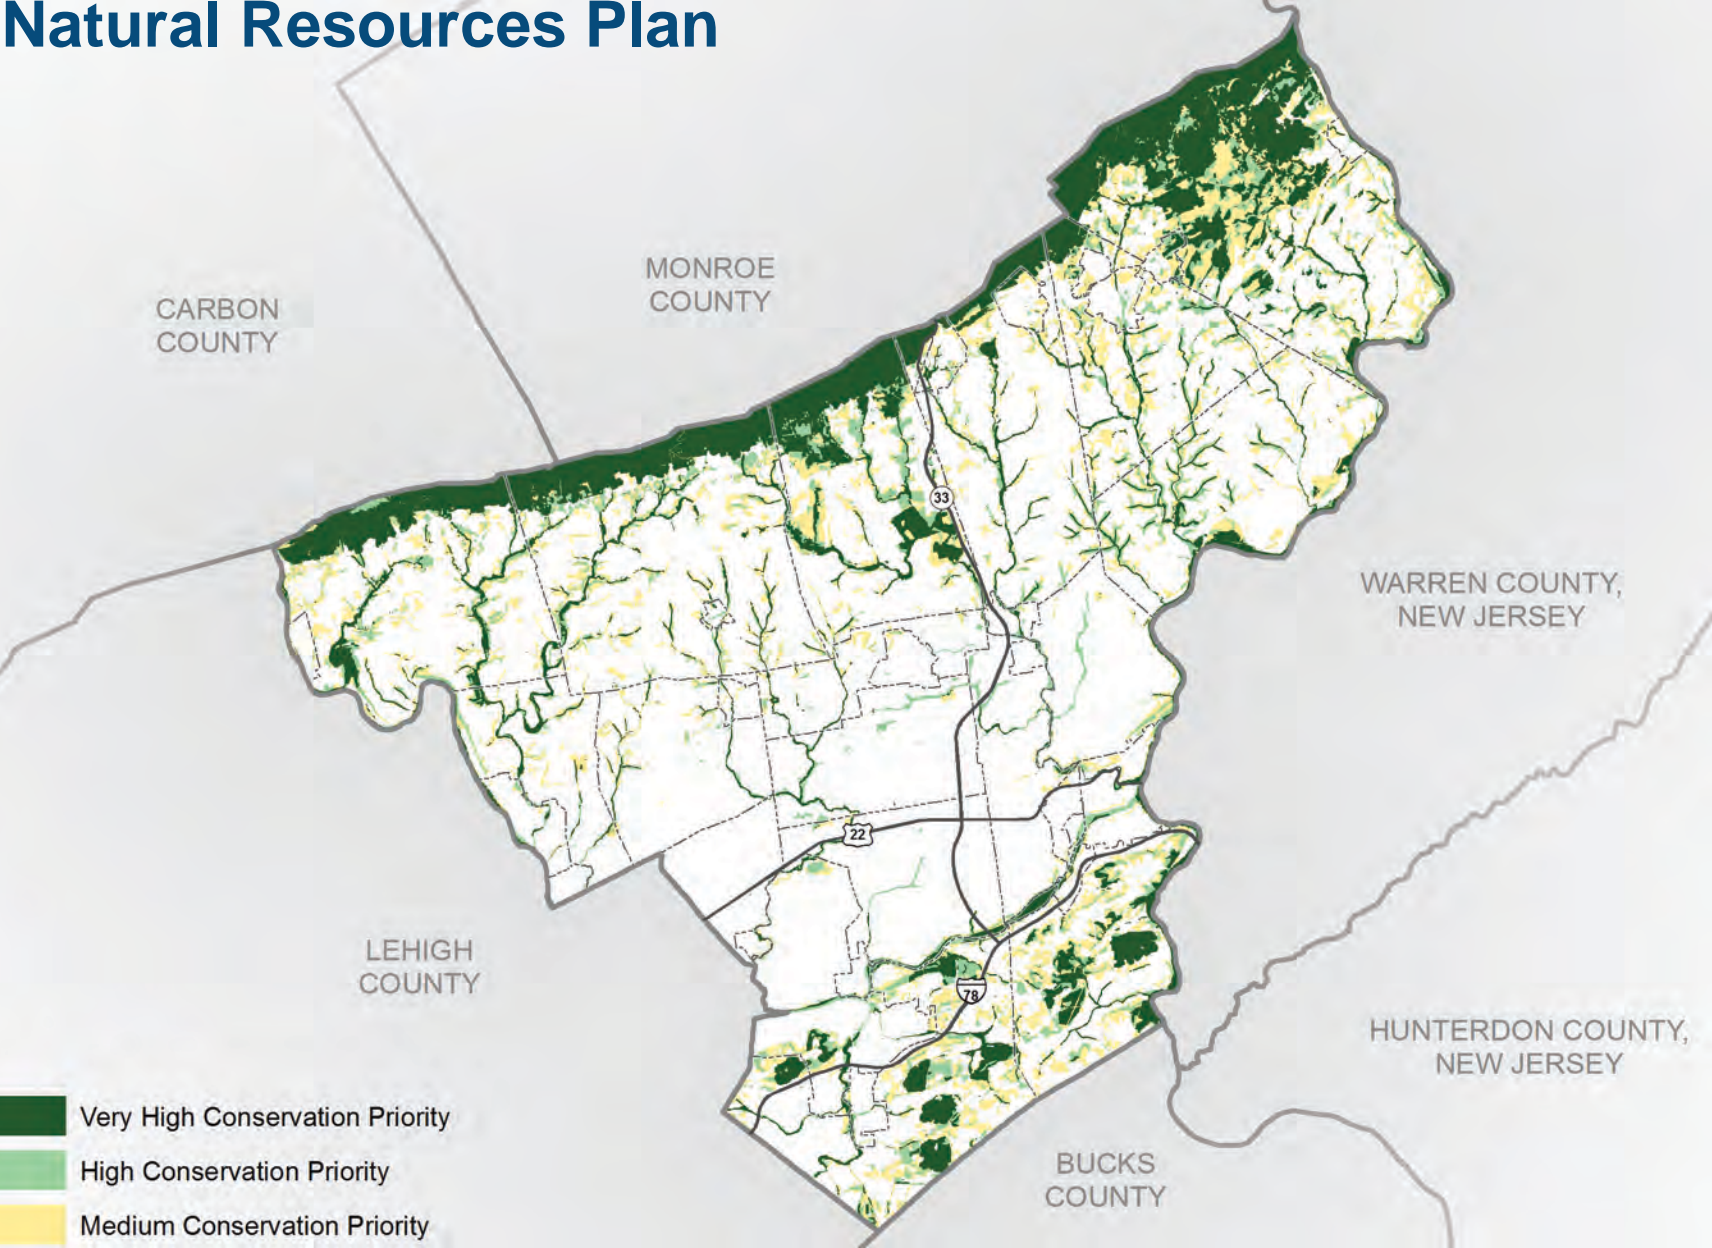 Natural Resources Plan
CARBON
COUNTY
MONROE
COUNTY
33
WARREN COUNTY,
NEW JERSEY
22
LEHIGH
COUNTY
78
HUNTERDON COUNTY,
NEW JERSEY
BUCKS
COUNTY
Very High Conservation Priority
High Conservation Priority
Medium Conservation Priority